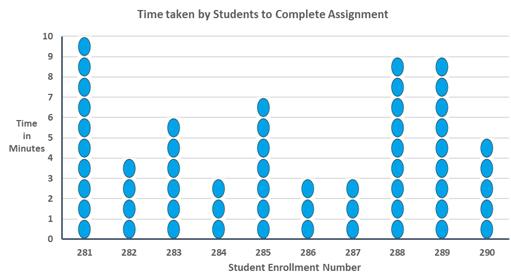 Time taken by Students to Complete Assignment
10
9
8
7
6
5
4
3
2
1
0
Time
in
Minutes
281 282 283 284 285 286 287 288 289 290
Student Enrollment Number